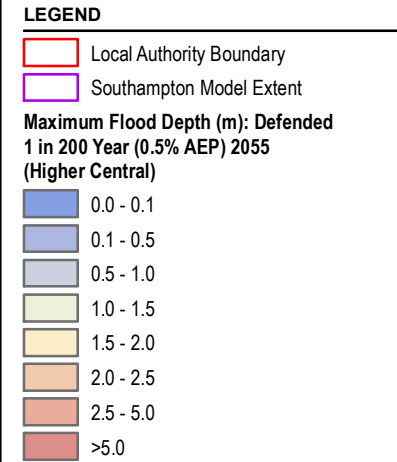 LEGEND
Local Authority Boundary
Southampton Model Extent
Maximum Flood Depth (m): Defended
1 in 200 Year (0.5% AEP) 2055
(Higher Central)
0.0 - 0.1
0.1 - 0.5
0.5 - 1.0
1.0 - 1.5
1.5 - 2.0
2.0 - 2.5
2.5 - 5.0
>5.0